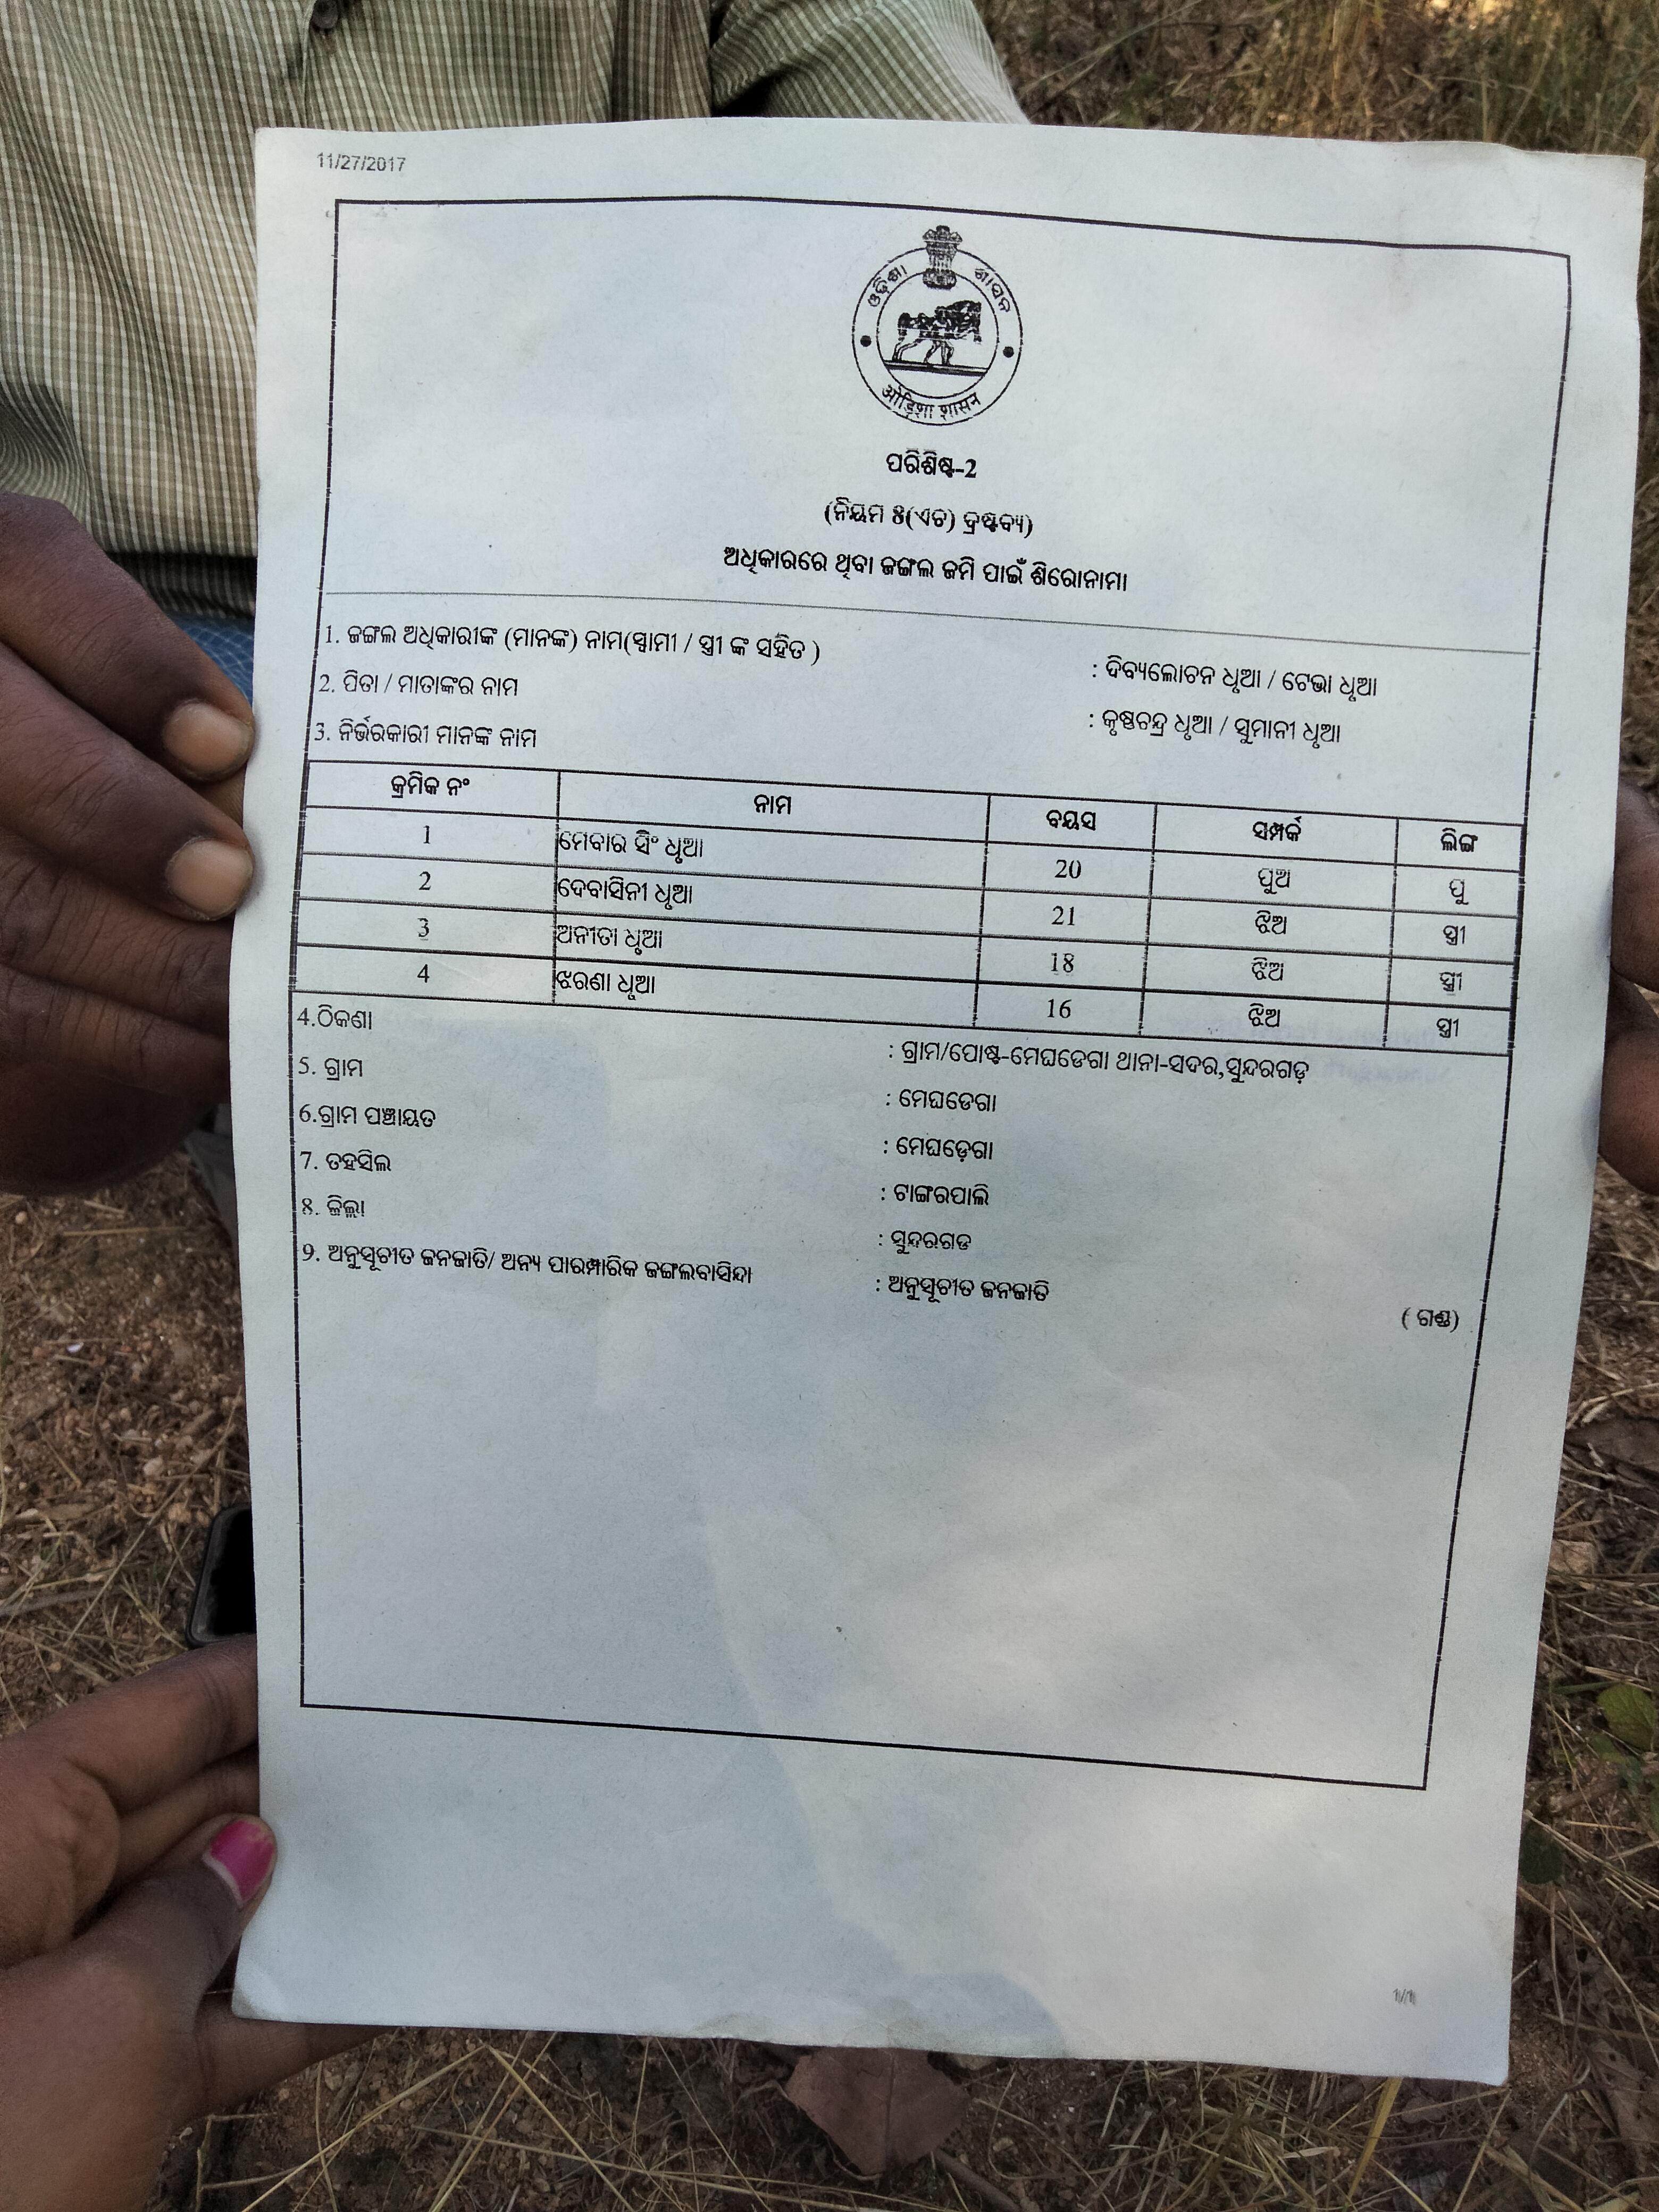 11/27/2017
ଓଡ଼ିଶା ଶାସନ
ओड़िशा शासन
ପରିଶିଷ୍ଟ-2
(ନିୟମ 8(ଏଚ) ଦ୍ରଷ୍ଟବ୍ୟ)
ଅଧିକାରରେ ଥିବା ଜଙ୍ଗଲ ଜମି ପାଇଁ ଶିରୋନାମା
1. ଜଙ୍ଗଲ ଅଧିକାରୀଙ୍କ (ମାନଙ୍କ) ନାମ(ସ୍ୱାମୀ / ସ୍ତ୍ରୀ ଙ୍କ ସହିତ ) : ଦିବ୍ୟଲୋଚନ ଧୃଆ / ଟେଭା ଧୃଆ
2. ପିତା / ମାତାଙ୍କର ନାମ : କୃଷ୍ଣଚନ୍ଦ୍ର ଧୃଆ / ସୁମାନୀ ଧୃଆ
3. ନିର୍ଭରକାରୀ ମାନଙ୍କ ନାମ
କ୍ରମିକ ନଂ ନାମ ବୟସ ସମ୍ପର୍କ ଲିଙ୍ଗ
1 ମେବାର ସିଂ ଧୃଆ 20 ପୁଅ ପୁ
2 ଦେବାସିନୀ ଧୃଆ 21 ଝିଅ ସ୍ତ୍ରୀ
3 ଅନୀତା ଧୃଆ 18 ଝିଅ ସ୍ତ୍ରୀ
4 ଝରଣା ଧୃଆ 16 ଝିଅ ସ୍ତ୍ରୀ
4.ଠିକଣା : ଗ୍ରାମ/ପୋଷ୍ଟ-ମେଘଡେଗା ଥାନା-ସଦର,ସୁନ୍ଦରଗଡ଼
5. ଗ୍ରାମ : ମେଘଡେଗା
6.ଗ୍ରାମ ପଞ୍ଚାୟତ : ମେଘଡ଼େଗା
7. ତହସିଲ : ଟାଙ୍ଗରପାଲି
8. ଜିଲ୍ଲା : ସୁନ୍ଦରଗଡ
9. ଅନୁସୂଚୀତ ଜନଜାତି/ ଅନ୍ୟ ପାରମ୍ପାରିକ ଜଙ୍ଗଲବାସିନ୍ଦା : ଅନୁସୂଚୀତ ଜନଜାତି ( ଗଣ୍ଡ)
1/1